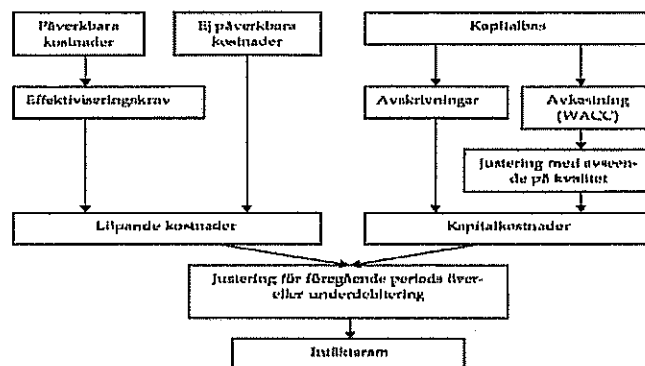 Påverkbara
kostnader
Ej påverkbara
kostnader
Kapitalbas
Effektiviseringskrav
Avskrivningar
Avkastning
(WACC)
Justering med avseen-
de på kvalitet
Löpande kostnader
Kapitalkostnader
Justering för föregående periods över-
eller underdebitering
Intäktsram